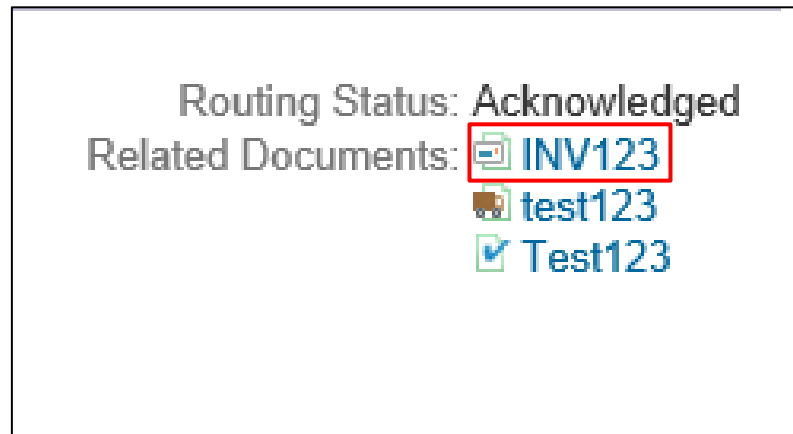 Routing Status: Acknowledged
Related Documents: INV123
test123
Test123